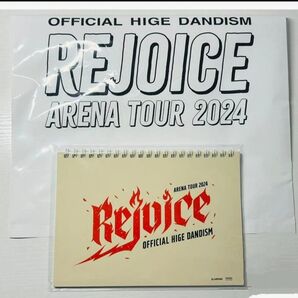 OFFICIAL HIGE DANDISM
REJOICE
ARENA TOUR 2024
ARENA TOUR 2024
Rejoice
OFFICIAL HIGE DANDISM